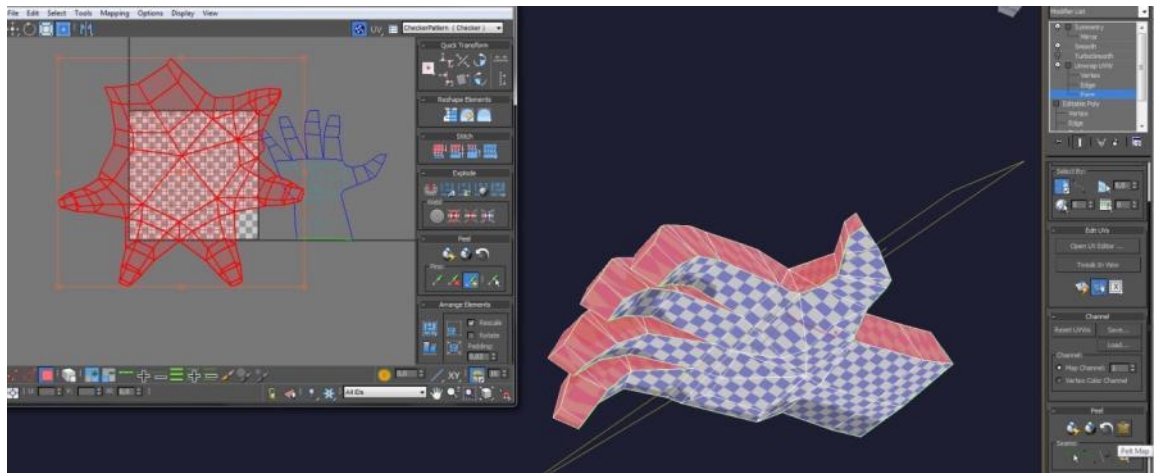 File Edit Select Tools Mapping Options Display View
UV
CheckerPattern ( Checker )
Quick Transform
Reshape Elements
Stitch
Explode
Weld
Peel
Pins:
Arrange Elements
Rescale
Rotate
Padding:
XY
All IDs
Modifier List
Symmetry
Mirror
Smooth
TurboSmooth
Unwrap UVW
Vertex
Edge
Face
Editable Poly
Vertex
Edge
Select By:
Edit UVs
Open UV Editor ...
Tweak In View
Channel
Reset UVWs Save...
Load...
Channel:
Map Channel:
Vertex Color Channel
Peel
Seams:
Pelt Map